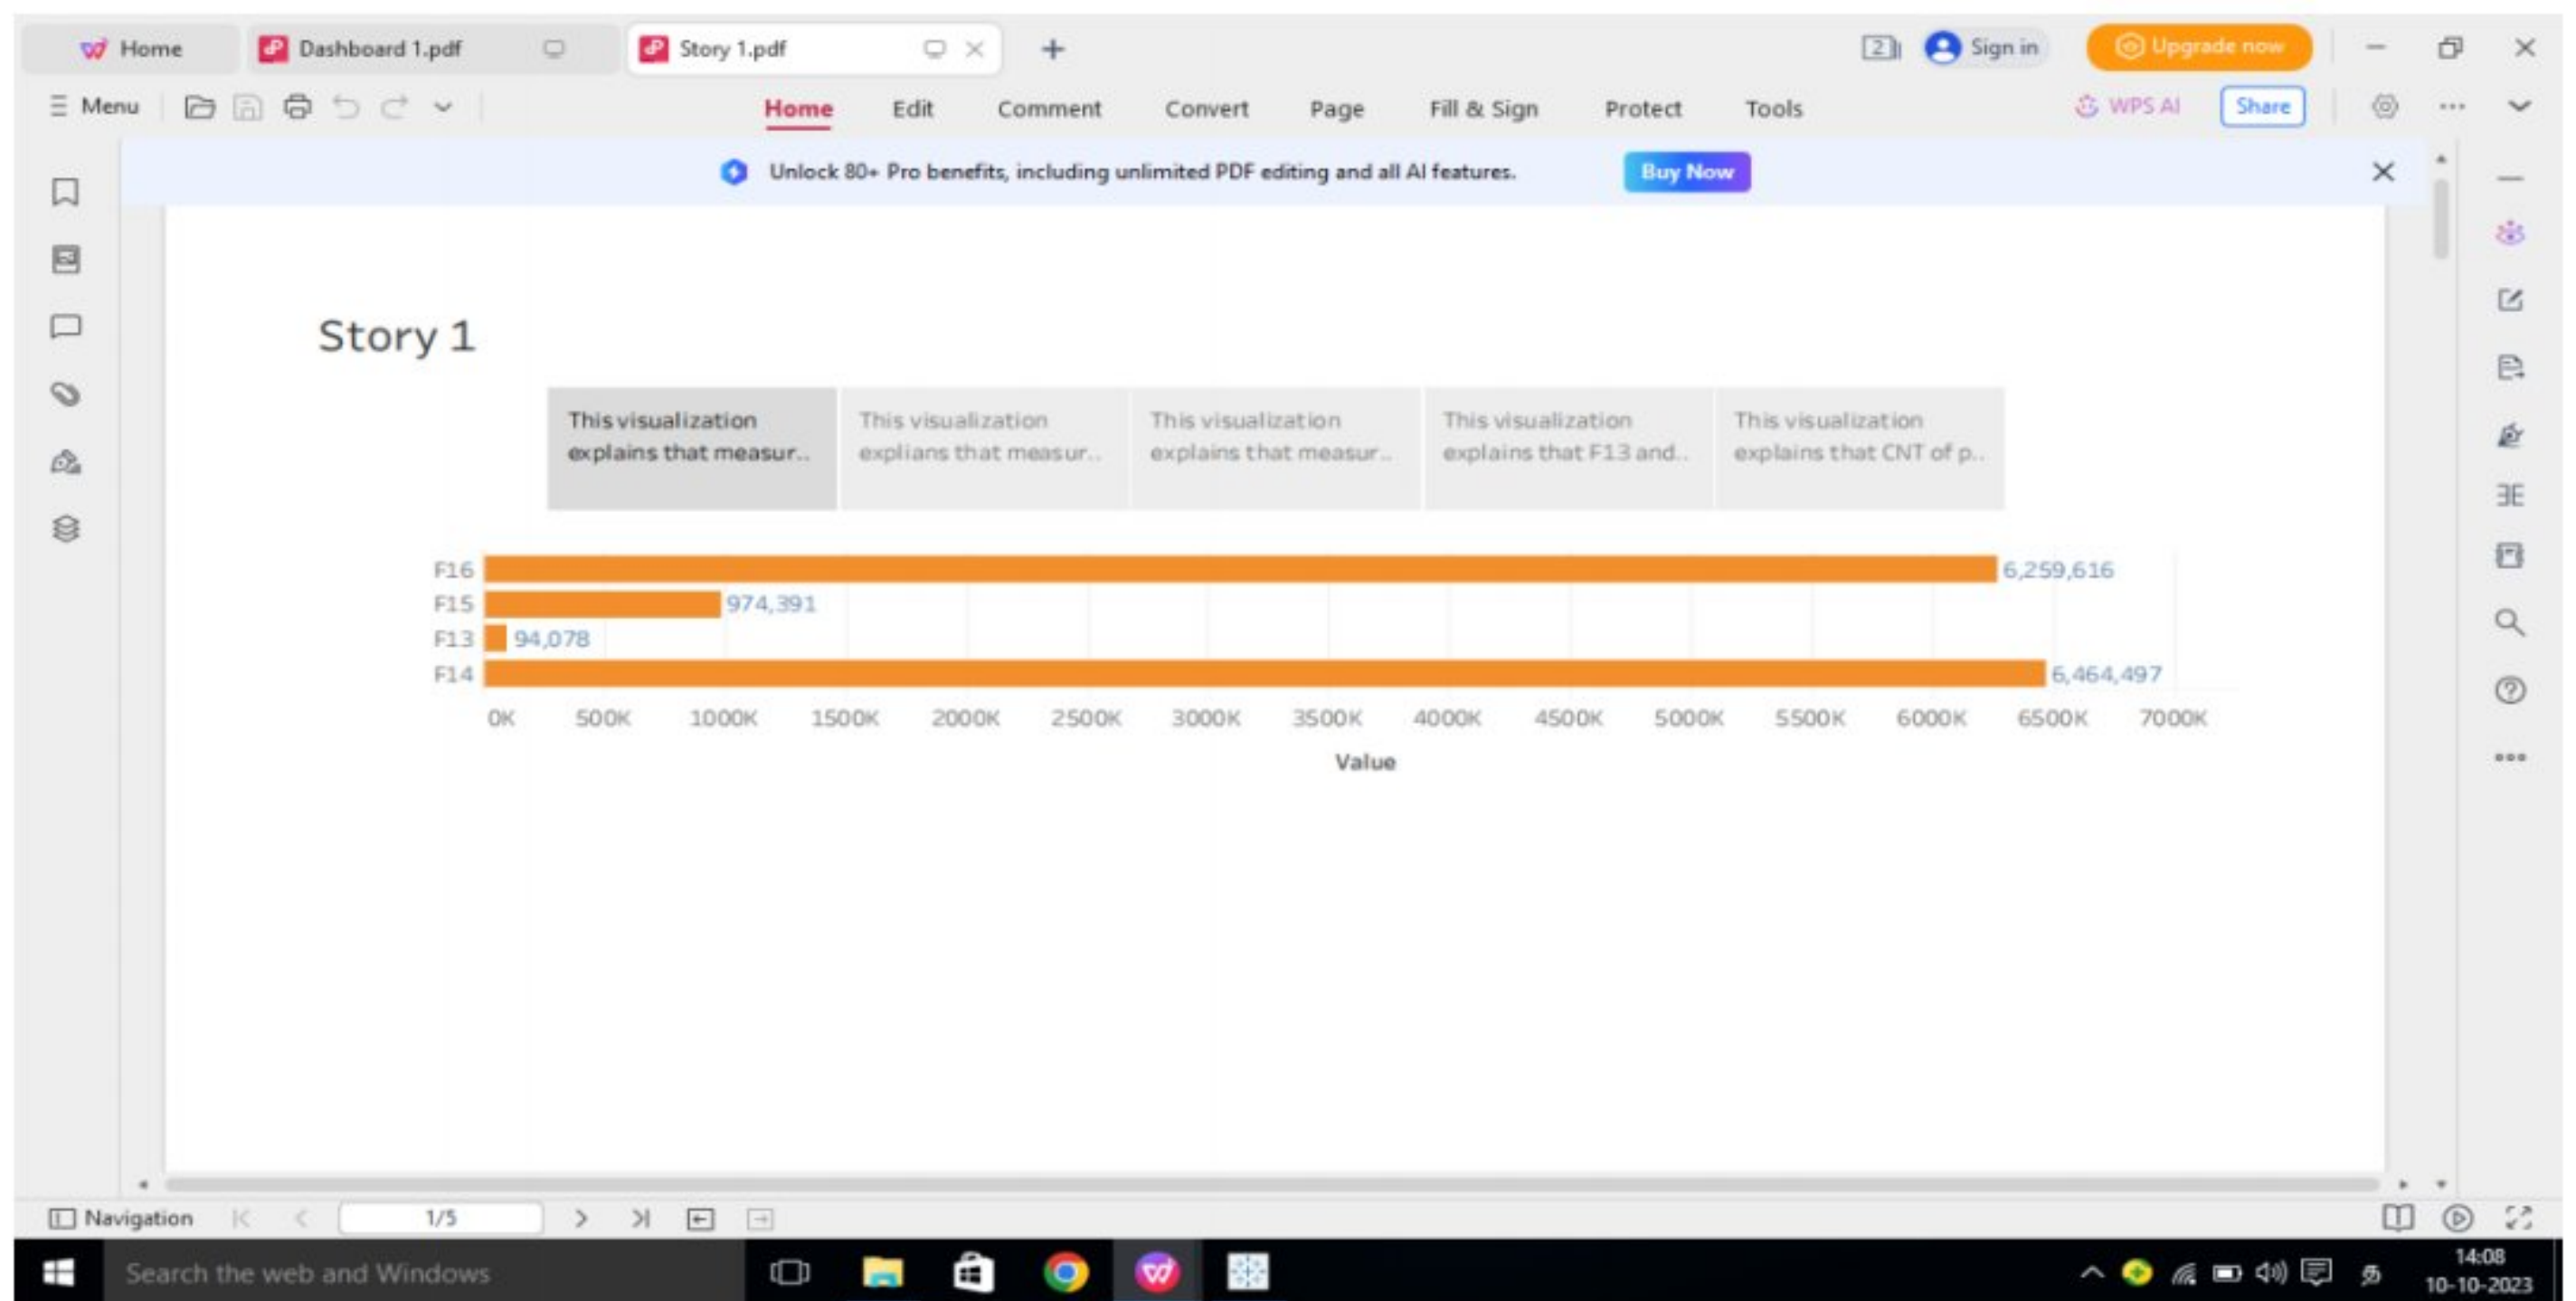 Home
Dashboard 1.pdf
Story 1.pdf
2
Sign in
Upgrade now
Menu
Home Edit Comment Convert Page Fill & Sign Protect Tools
WPS AI
Share
Unlock 80+ Pro benefits, including unlimited PDF editing and all AI features.
Buy Now
Story 1
This visualization
explains that measur..
This visualization
explians that measur..
This visualization
explains that measur..
This visualization
explains that F13 and..
This visualization
explains that CNT of p..
F16 6,259,616
F15 974,391
F13 94,078
F14 6,464,497
0K 500K 1000K 1500K 2000K 2500K 3000K 3500K 4000K 4500K 5000K 5500K 6000K 6500K 7000K
Value
Navigation
1/5
Search the web and Windows
14:08
10-10-2023